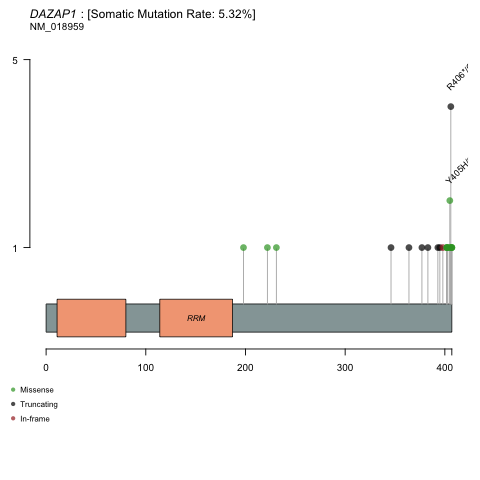 DAZAP1 : [Somatic Mutation Rate: 5.32%]
NM_018959
5
R406*/
Y405H/
1
RRM
0 100 200 300 400
Missense
Truncating
In-frame